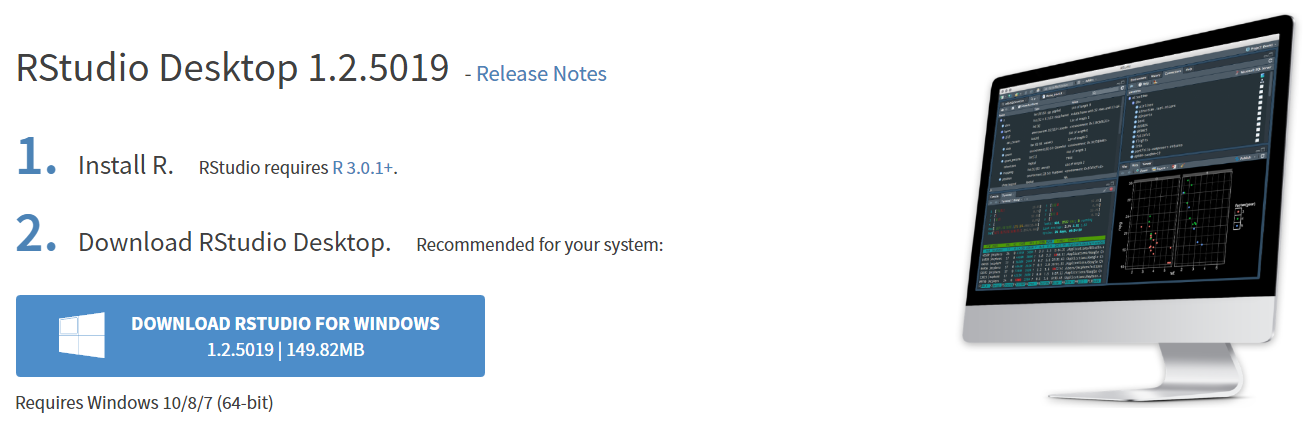 RStudio Desktop 1.2.5019 - Release Notes
1. Install R. RStudio requires R 3.0.1+.
2. Download RStudio Desktop. Recommended for your system:
DOWNLOAD RSTUDIO FOR WINDOWS
1.2.5019 | 149.82MB
Requires Windows 10/8/7 (64-bit)